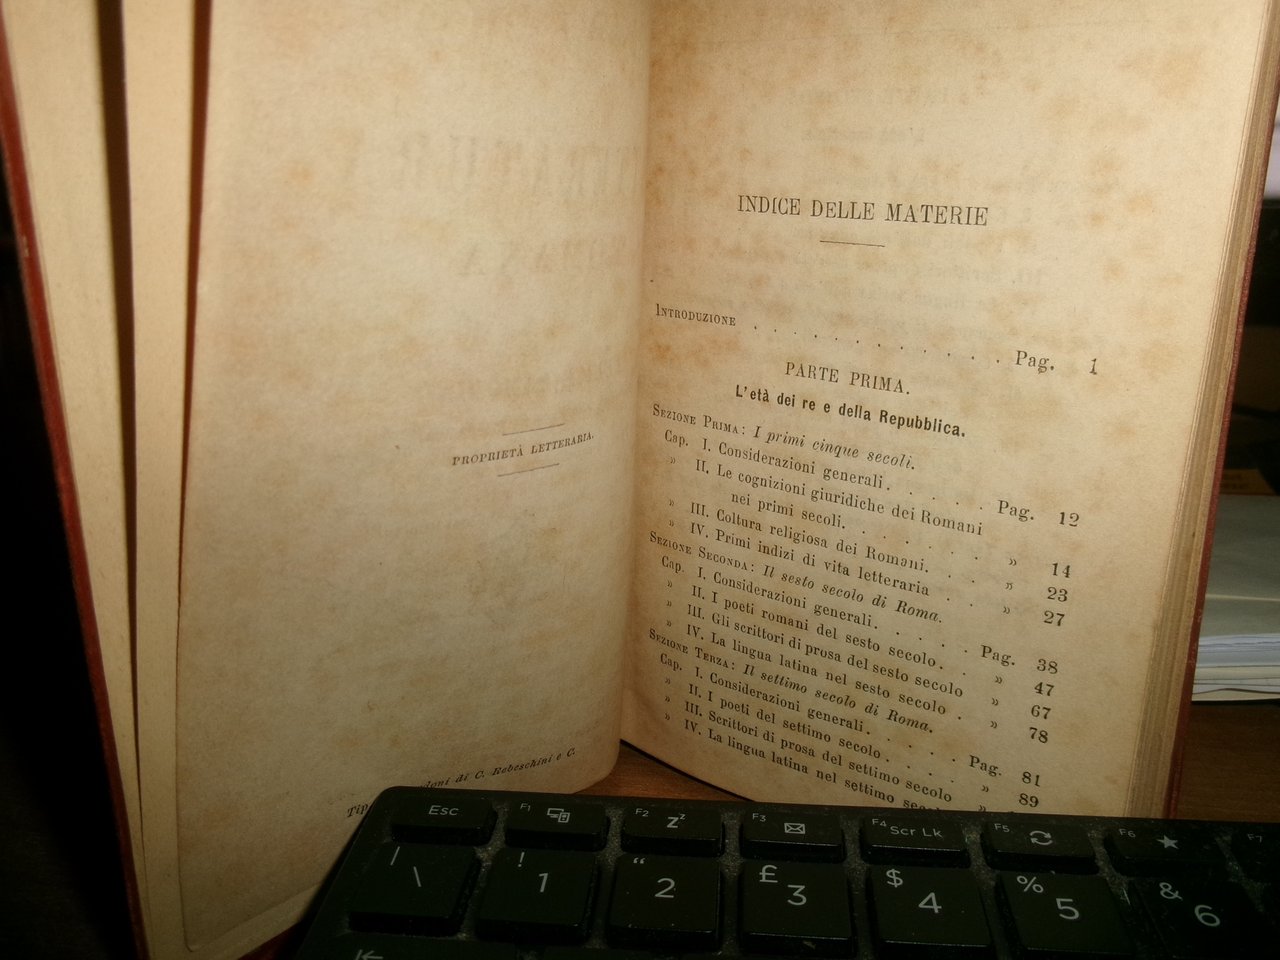 PROPRIETÀ LETTERARIA.
Tip di C. Rebeschini e C.
INDICE DELLE MATERIE
INTRODUZIONE . . . . . . . . . . . . . Pag. 1
PARTE PRIMA.
L'età dei re e della Repubblica.
SEZIONE PRIMA: I primi cinque secoli.
Cap. I. Considerazioni generali . . . . . . Pag. 12
» II. Le cognizioni giuridiche dei Romani
nei primi secoli. . . . . . . . » 14
» III. Coltura religiosa dei Romani. . . . » 23
» IV. Primi indizi di vita letteraria . . . » 27
SEZIONE SECONDA: Il sesto secolo di Roma.
Cap. I. Considerazioni generali. . . . . . Pag. 38
» II. I poeti romani del sesto secolo. . . » 47
» III. Gli scrittori di prosa del sesto secolo » 67
» IV. La lingua latina nel sesto secolo . . » 78
SEZIONE TERZA: Il settimo secolo di Roma.
Cap. I. Considerazioni generali. . . . . . Pag. 81
» II. I poeti del settimo secolo . . . . » 89
» III. Scrittori di prosa del settimo secolo »
» IV. La lingua latina nel settimo
Esc F1 F2 Zz F3 F4 Scr Lk F5 F6 F7
| \ ! 1 “ 2 £ 3 $ 4 % 5 & 6